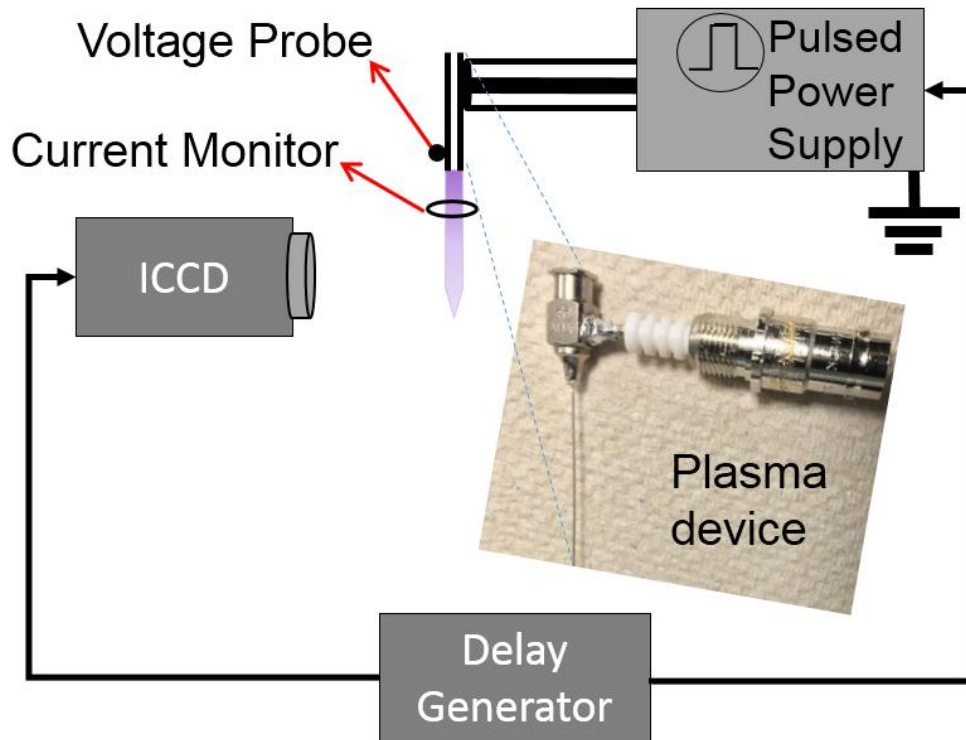 Voltage Probe
Current Monitor
Pulsed
Power
Supply
ICCD
Plasma
device
Delay
Generator